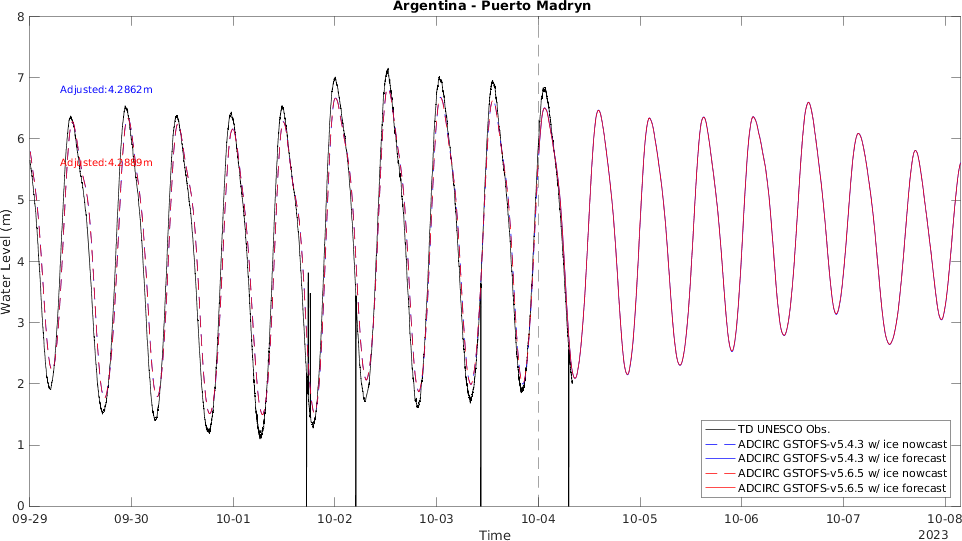 Argentina - Puerto Madryn
8
7
6
5
4
3
2
1
0
Water Level (m)
Adjusted:4.2862m
Adjusted:4.2889m
TD UNESCO Obs.
ADCIRC GSTOFS-v5.4.3 w/ ice nowcast
ADCIRC GSTOFS-v5.4.3 w/ ice forecast
ADCIRC GSTOFS-v5.6.5 w/ ice nowcast
ADCIRC GSTOFS-v5.6.5 w/ ice forecast
09-29 09-30 10-01 10-02 10-03 10-04 10-05 10-06 10-07 10-08
Time
2023